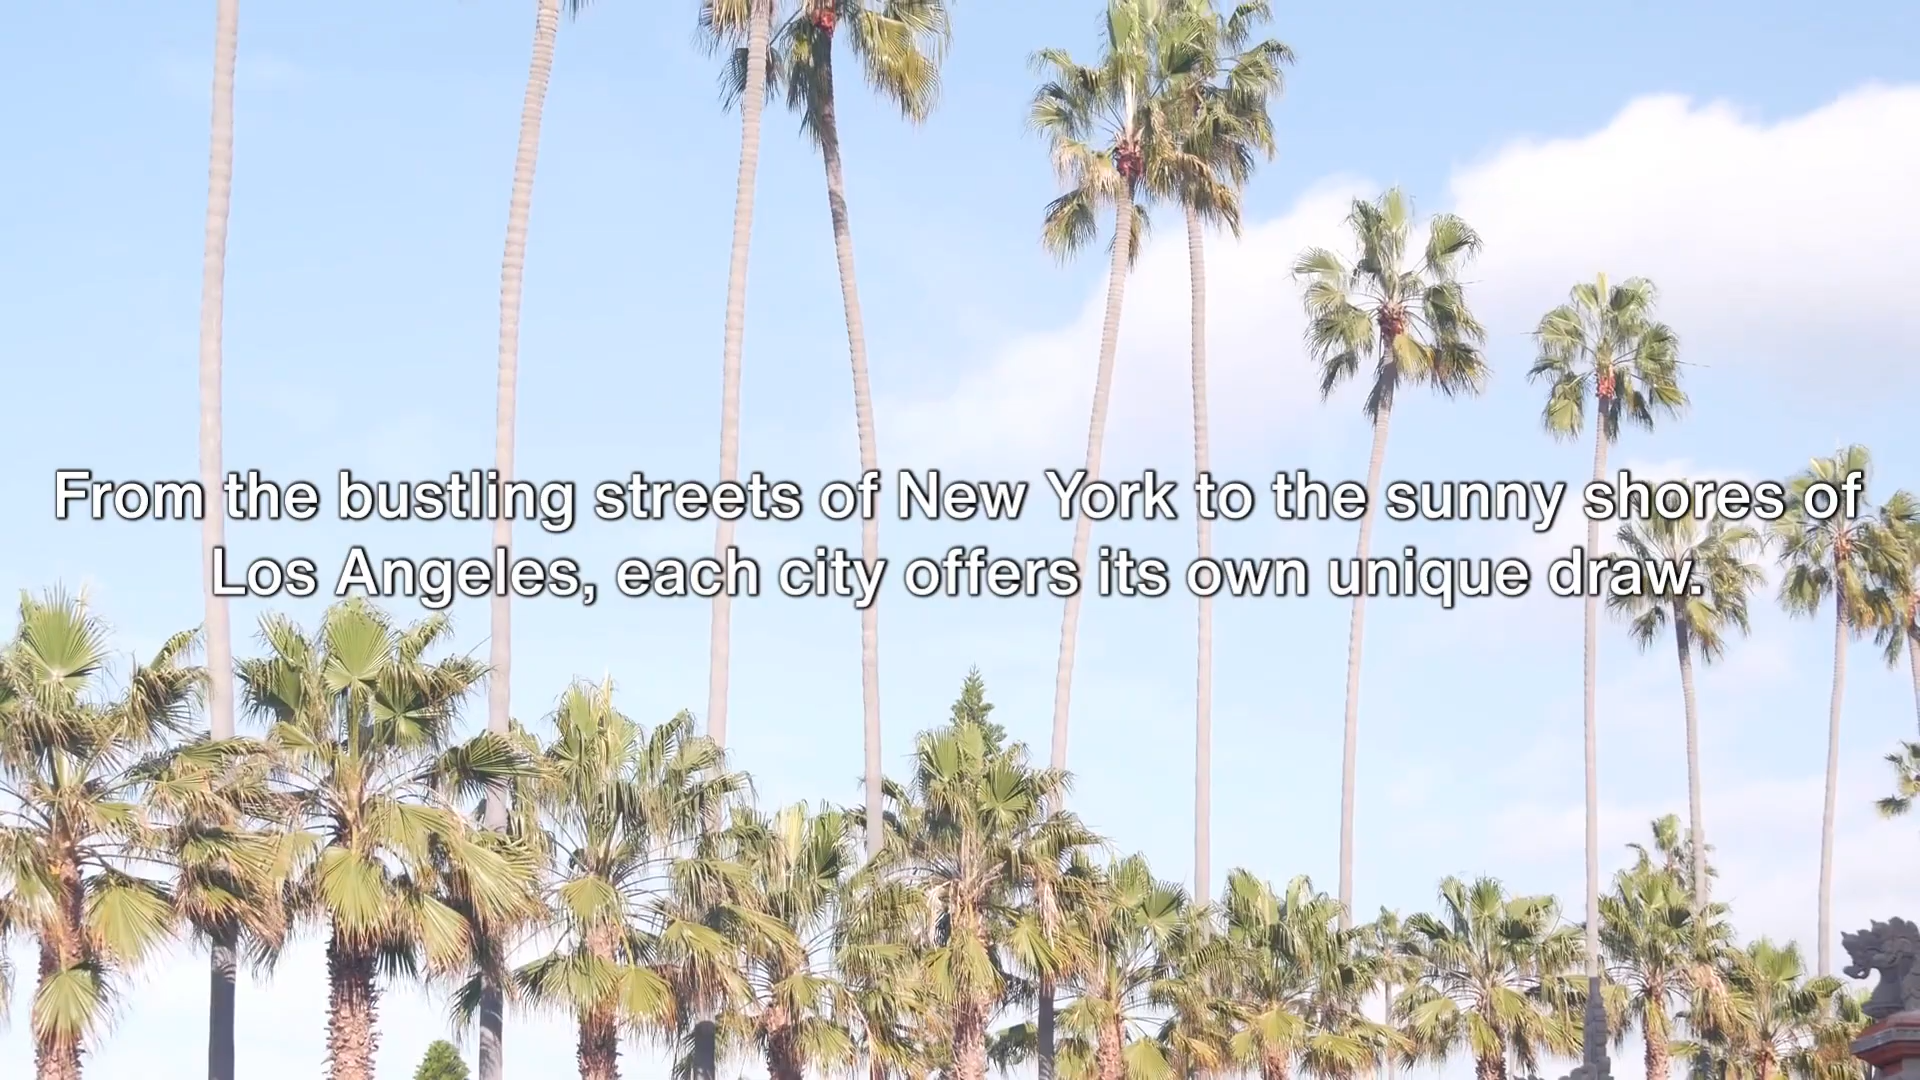 From the bustling streets of New York to the sunny shores of
Los Angeles, each city offers its own unique draw.